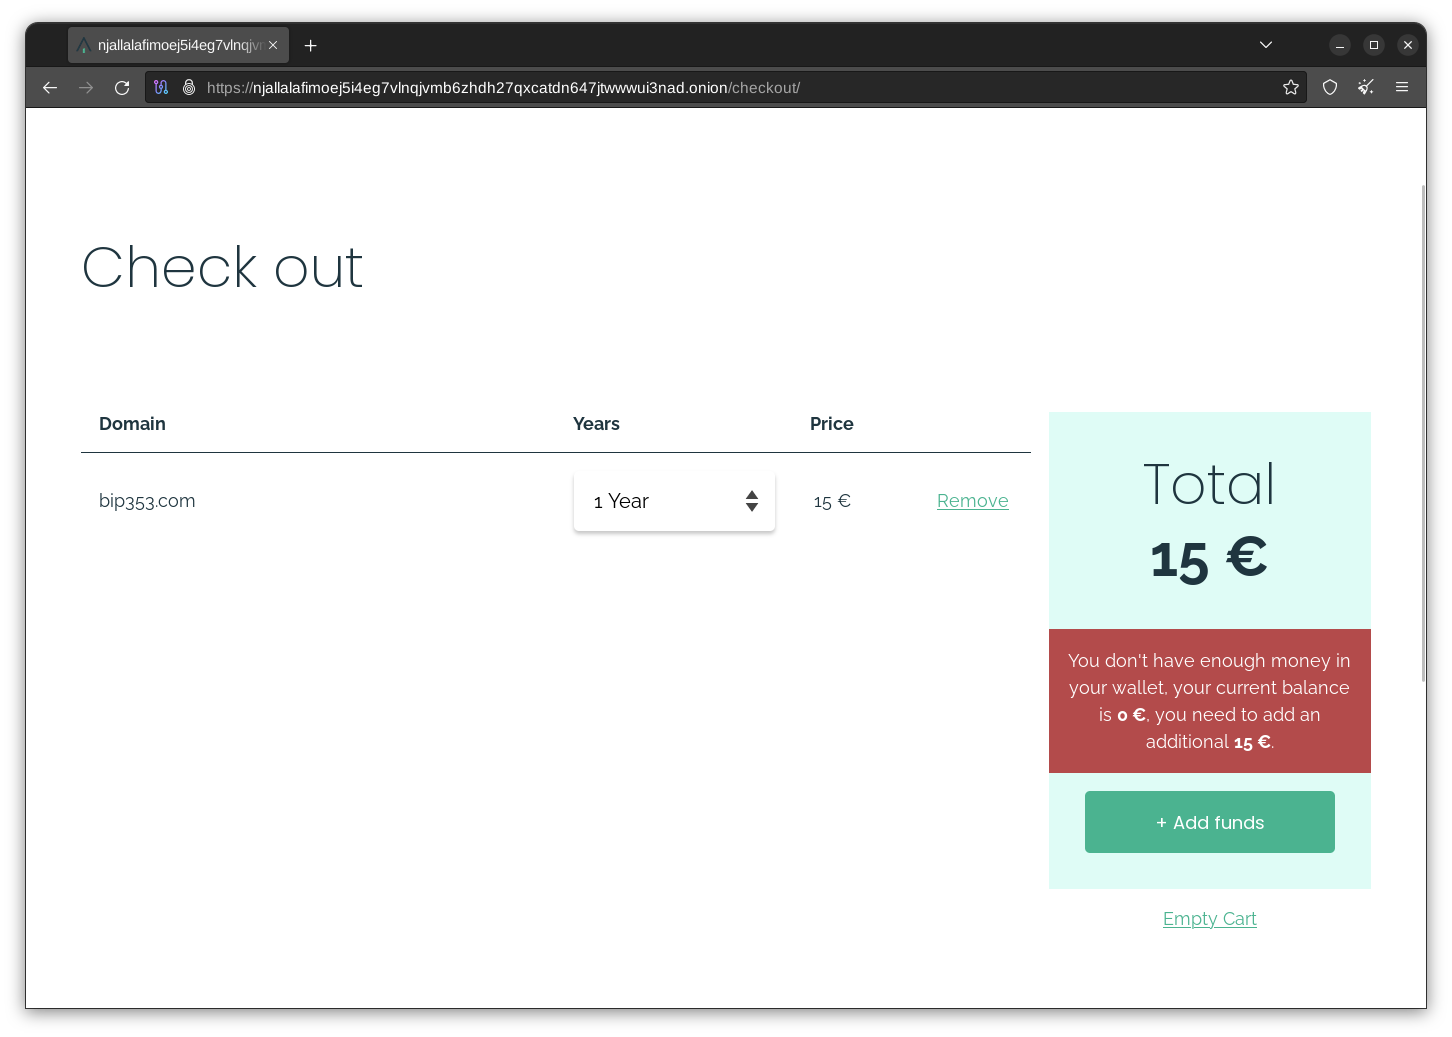 njallalafimoej5i4eg7vlnqjvm
https://njallalafimoej5i4eg7vlnqjvmb6zhdh27qxcatdn647jtwwwui3nad.onion/checkout/
Check out
Domain Years Price
bip353.com 1 Year 15 € Remove
Total
15 €
You don't have enough money in
your wallet, your current balance
is 0 €, you need to add an
additional 15 €.
+ Add funds
Empty Cart